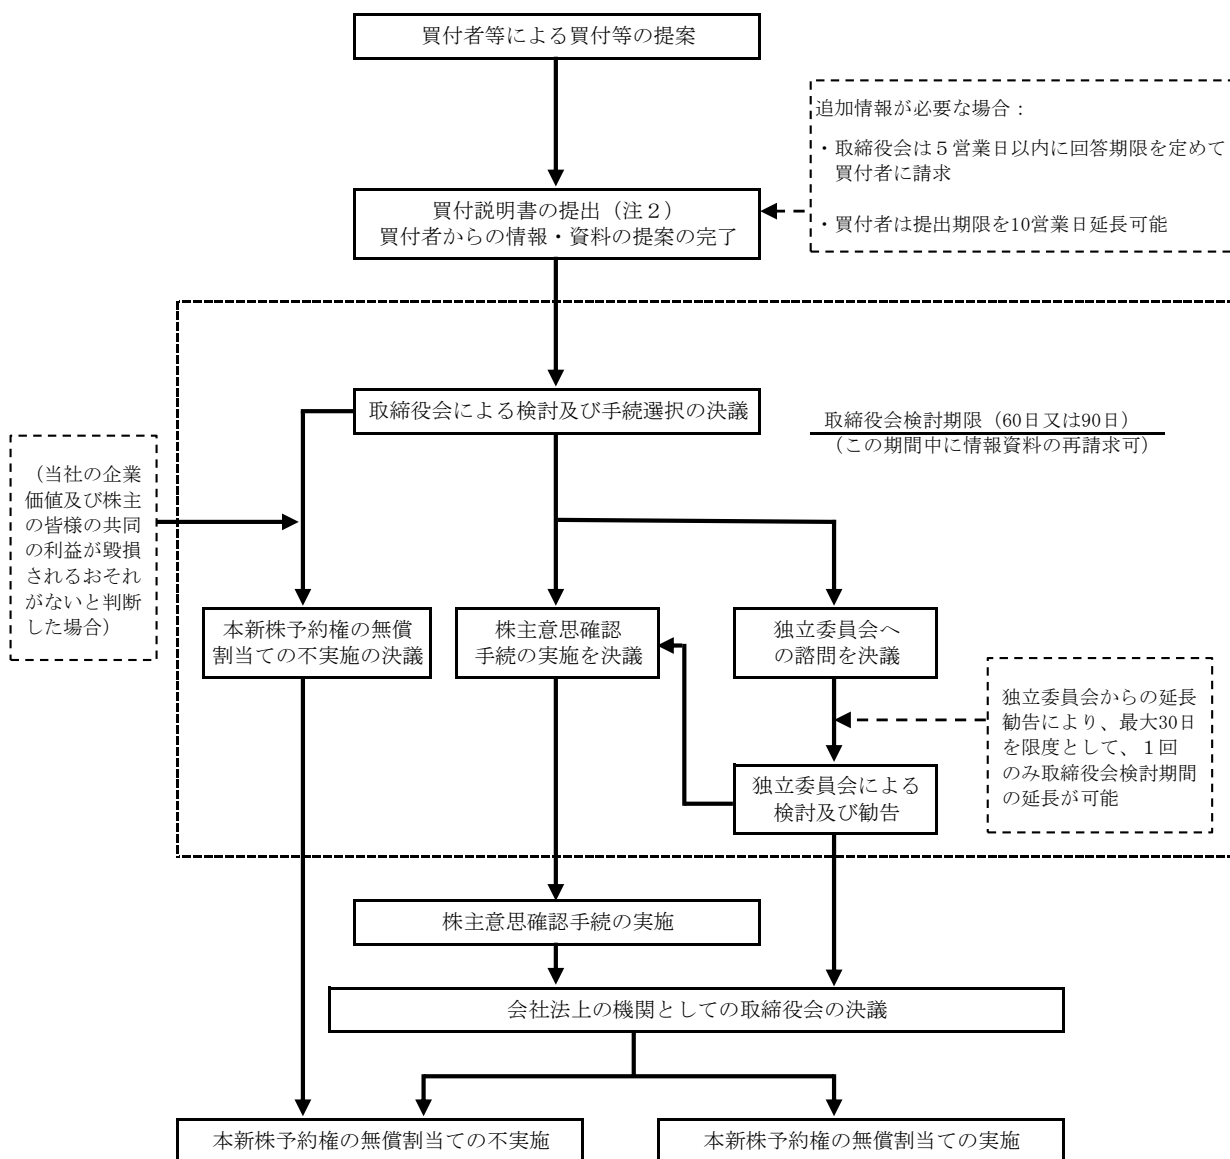 買付者等による買付等の提案
追加情報が必要な場合：
・取締役会は５営業日以内に回答期限を定めて
買付者に請求
・買付者は提出期限を10営業日延長可能
買付説明書の提出（注２）
買付者からの情報・資料の提案の完了
取締役会による検討及び手続選択の決議
取締役会検討期限（60日又は90日）
（この期間中に情報資料の再請求可）
（当社の企業
価値及び株主
の皆様の共同
の利益が毀損
されるおそれ
がないと判断
した場合）
本新株予約権の無償
割当ての不実施の決議
株主意思確認
手続の実施を決議
独立委員会へ
の諮問を決議
独立委員会からの延長
勧告により、最大30日
を限度として、１回
のみ取締役会検討期間
の延長が可能
独立委員会による
検討及び勧告
株主意思確認手続の実施
会社法上の機関としての取締役会の決議
本新株予約権の無償割当ての不実施
本新株予約権の無償割当ての実施